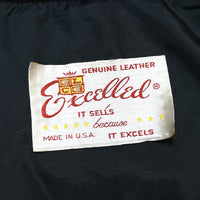 GENUINE LEATHER
Excelled®
IT SELLS
because
MADE IN U.S.A. IT EXCELS